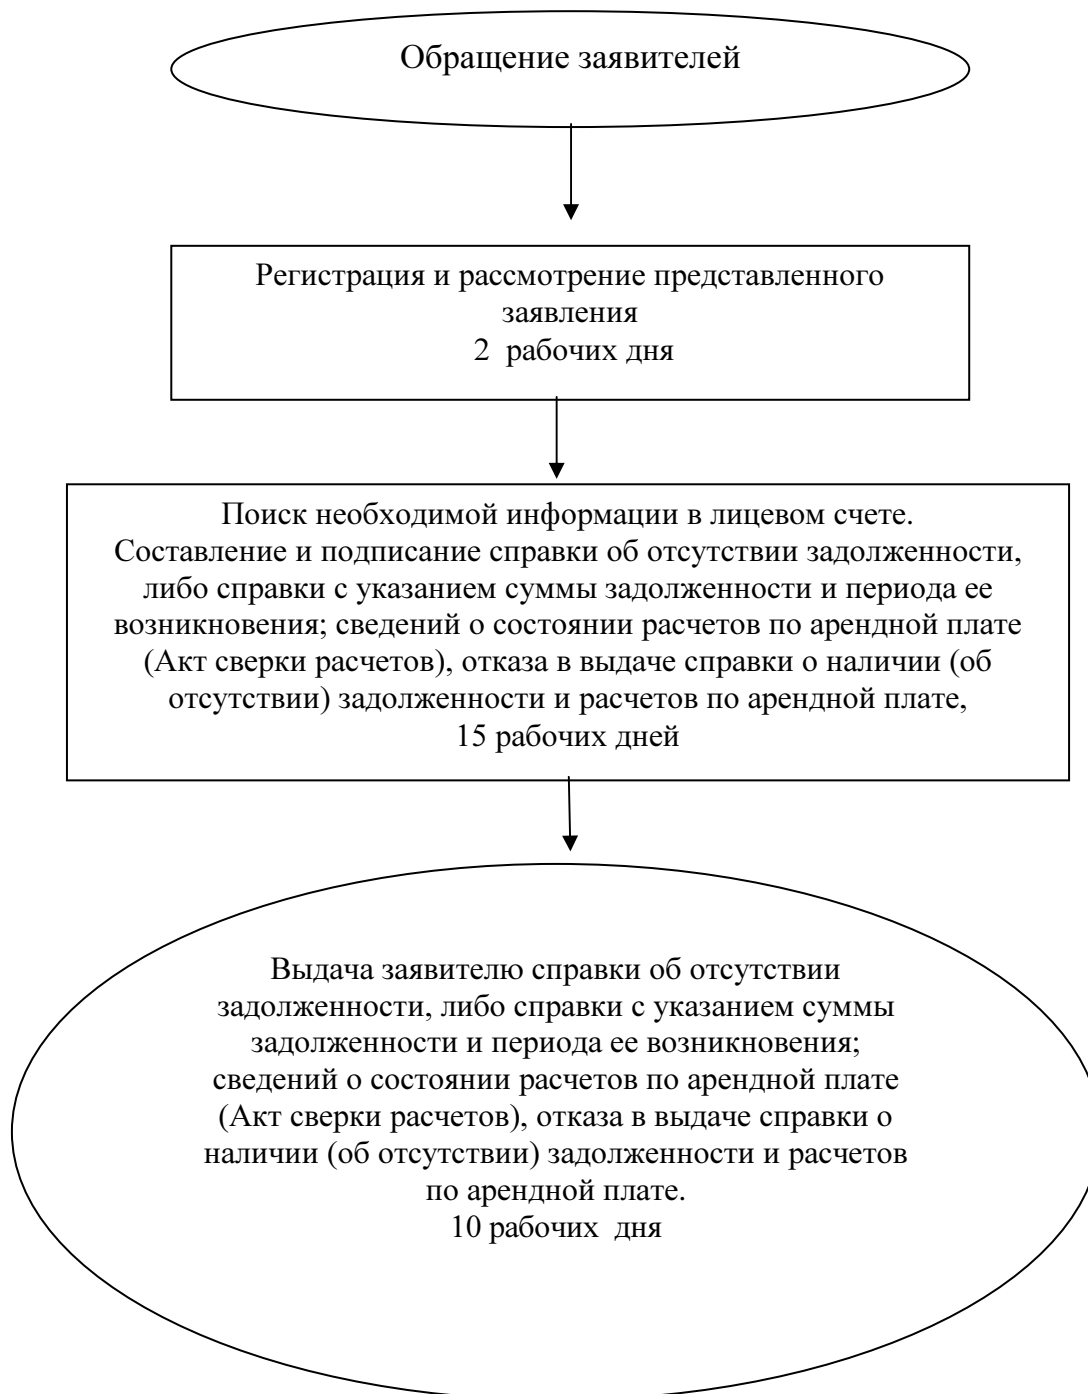 Обращение заявителей
Регистрация и рассмотрение представленного
заявления
2  рабочих дня
Поиск необходимой информации в лицевом счете.
Составление и подписание справки об отсутствии задолженности,
либо справки с указанием суммы задолженности и периода ее
возникновения; сведений о состоянии расчетов по арендной плате
(Акт сверки расчетов), отказа в выдаче справки о наличии (об
отсутствии) задолженности и расчетов по арендной плате,
15 рабочих дней
Выдача заявителю справки об отсутствии
задолженности, либо справки с указанием суммы
задолженности и периода ее возникновения;
сведений о состоянии расчетов по арендной плате
(Акт сверки расчетов), отказа в выдаче справки о
наличии (об отсутствии) задолженности и расчетов
по арендной плате.
10 рабочих  дня